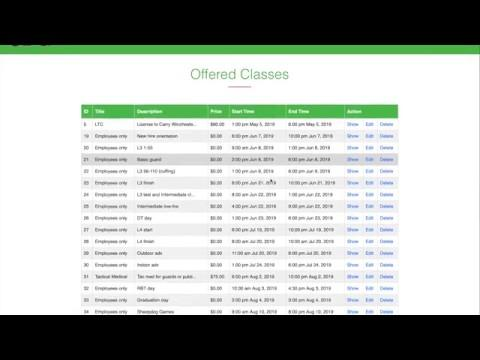 Offered Classes
ID Title Description Price Start Time End Time Action
5 LTC License to Carry Wincheste... $80.00 1:00 pm May 5, 2019 6:00 pm May 5, 2019 Show Edit Delete
19 Employees only New hire orientation $0.00 6:00 pm Jun 7, 2019 10:00 pm Jun 7, 2019 Show Edit Delete
20 Employees only L3 1-55 $0.00 9:00 am Jun 8, 2019 1:00 pm Jun 8, 2019 Show Edit Delete
21 Employees only Basic guard $0.00 2:00 pm Jun 8, 2019 6:00 pm Jun 8, 2019 Show Edit Delete
22 Employees only L3 56-110 (cuffing) $0.00 1:00 pm Jun 9, 2019 6:00 pm Jun 9, 2019 Show Edit Delete
23 Employees only L3 finish $0.00 6:00 pm Jun 21, 2019 10:00 pm Jun 21, 2019 Show Edit Delete
24 Employees only L3 test and Intermediate cl... $0.00 8:00 am Jun 22, 2019 Jun 22, 2019 Show Edit Delete
25 Employees only Intermediate live-fire $0.00 4:00 pm Jun 22, 2019 6:00 pm Jun 22, 2019 Show Edit Delete
26 Employees only DT day $0.00 1:00 pm Jun 23, 2019 6:00 pm Jun 23, 2019 Show Edit Delete
27 Employees only L4 start $0.00 6:00 pm Jul 19, 2019 10:00 pm Jul 19, 2019 Show Edit Delete
28 Employees only L4 finish $0.00 8:00 am Jul 20, 2019 10:00 am Jul 20, 2019 Show Edit Delete
29 Employees only Outdoor ads $0.00 11:00 am Jul 20, 2019 6:00 pm Jul 20, 2019 Show Edit Delete
30 Employees only Indoor ads $0.00 1:00 pm Jul 24, 2019 6:30 pm Jul 24, 2019 Show Edit Delete
31 Tactical Medical Tac med for guards or publi... $75.00 6:00 pm Aug 2, 2019 10:00 pm Aug 2, 2019 Show Edit Delete
32 Employees only RBT day $0.00 10:00 am Aug 3, 2019 4:30 pm Aug 3, 2019 Show Edit Delete
33 Employees only Graduation day $0.00 3:00 pm Aug 4, 2019 9:00 pm Aug 4, 2019 Show Edit Delete
34 Employees only Sheepdog Games $0.00 9:00 am Aug 10, 2019 6:00 pm Aug 10, 2019 Show Edit Delete